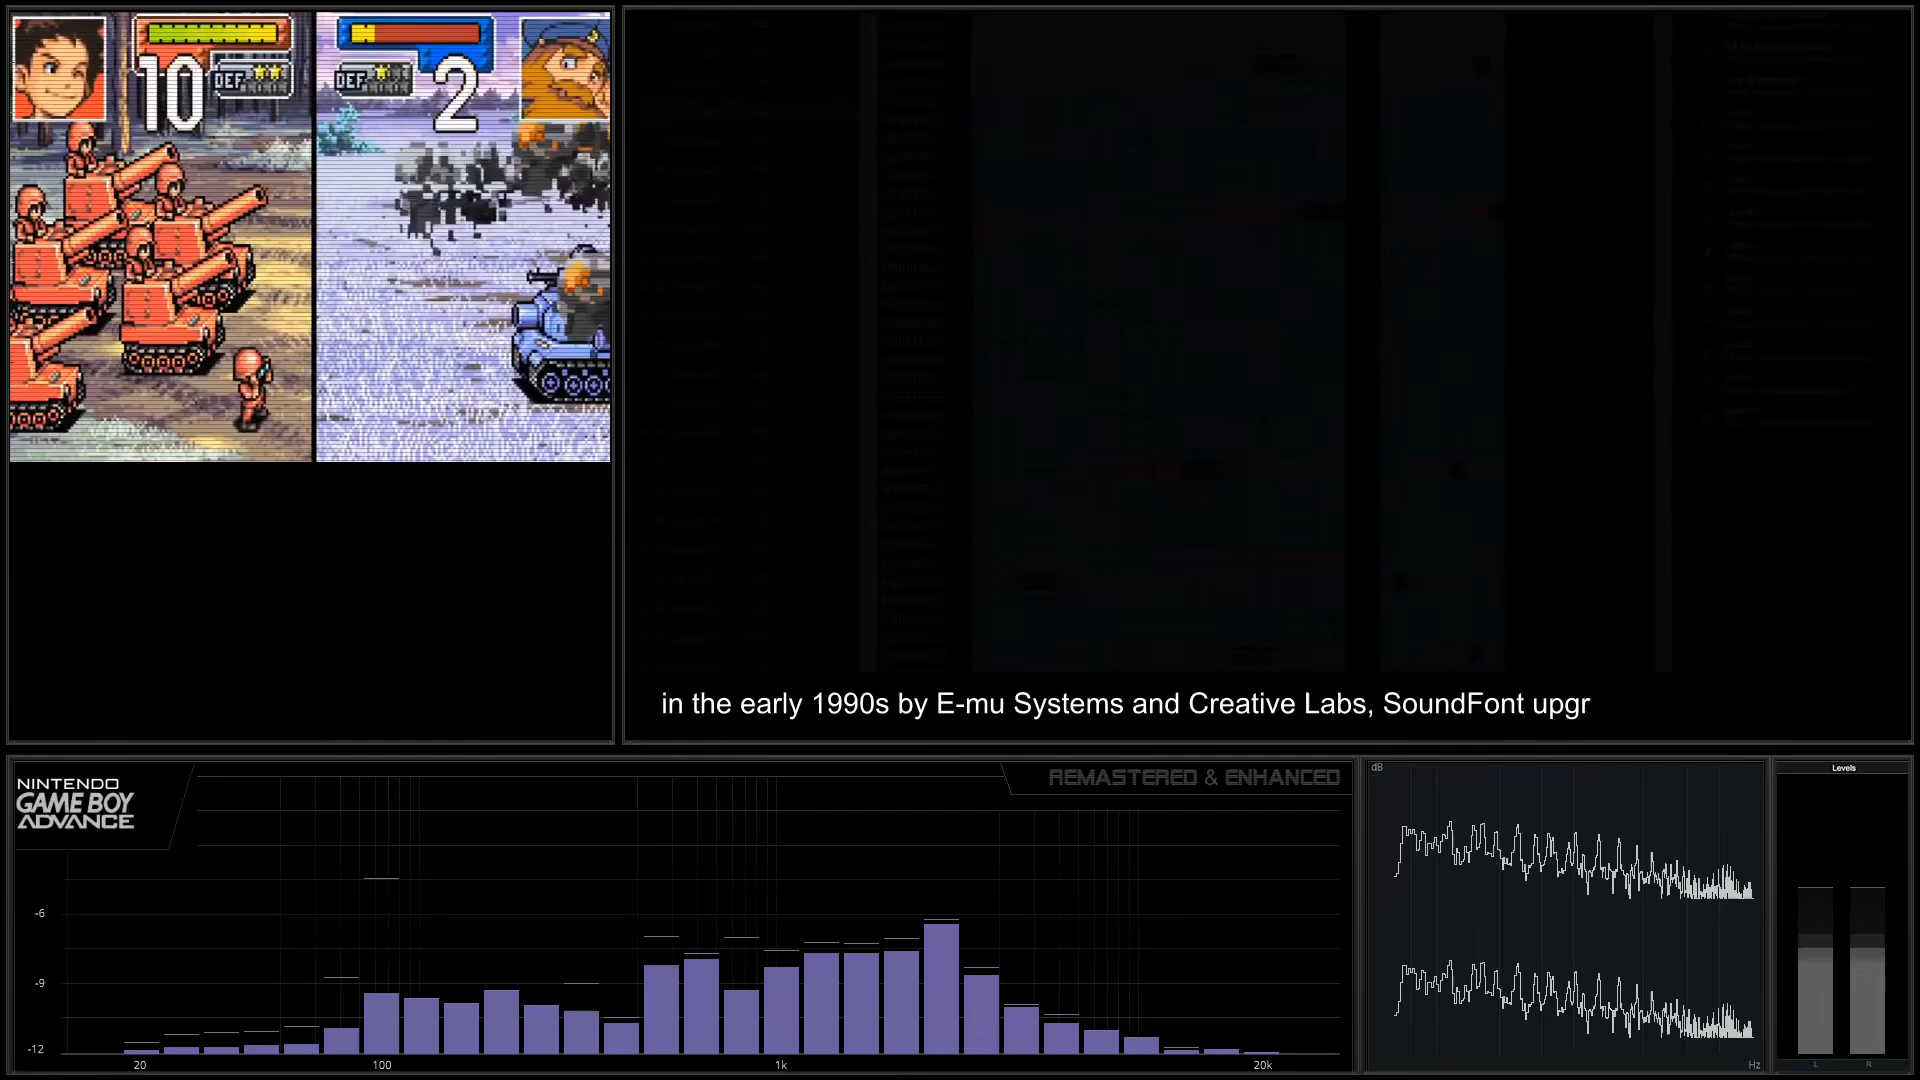 10
DEF
DEF
2
in the early 1990s by E-mu Systems and Creative Labs, SoundFont upgr
NINTENDO
GAME BOY
ADVANCE
REMASTERED & ENHANCED
-6
-9
-12
20
100
1k
20k
dB
Hz
Levels
L
R